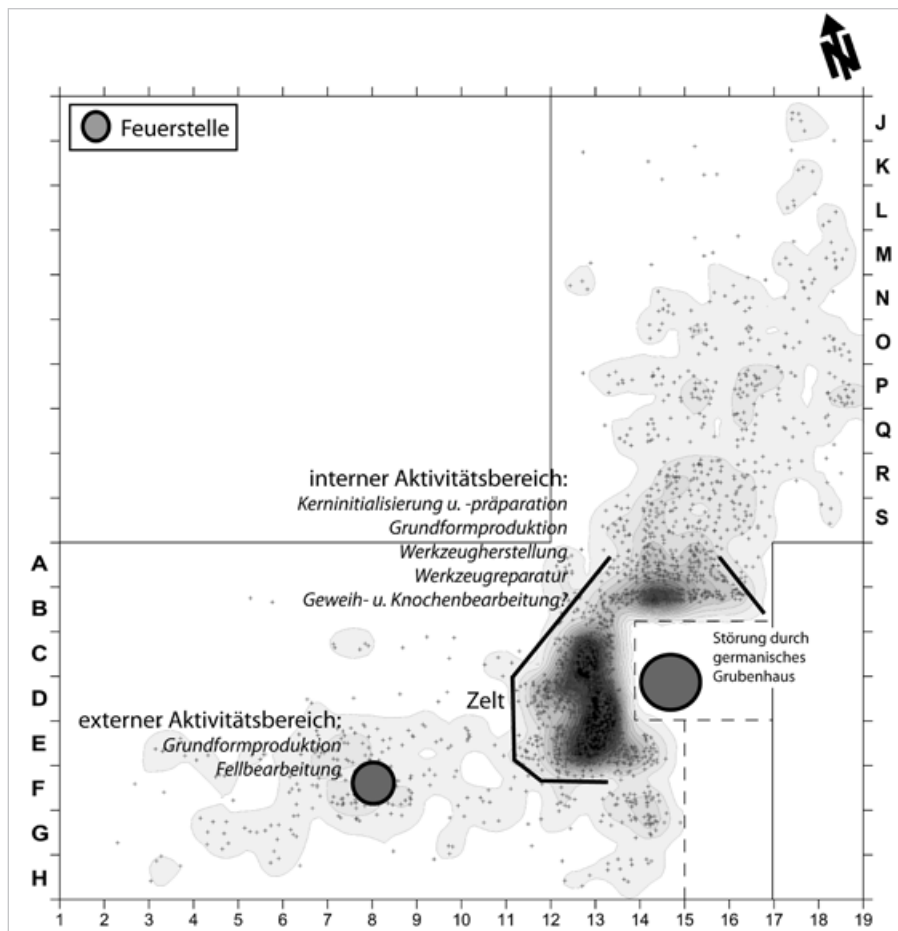 N
Feuerstelle
J
K
L
M
N
O
P
Q
R
S
interner Aktivitätsbereich:
Kerninitialisierung u. -präparation
Grundformproduktion
Werkzeugherstellung
Werkzeugreparatur
Geweih- u. Knochenbearbeitung?
A
B
C
D
E
F
G
H
Störung durch
germanisches
Grubenhaus
Zelt
externer Aktivitätsbereich:
Grundformproduktion
Fellbearbeitung
1 2 3 4 5 6 7 8 9 10 11 12 13 14 15 16 17 18 19